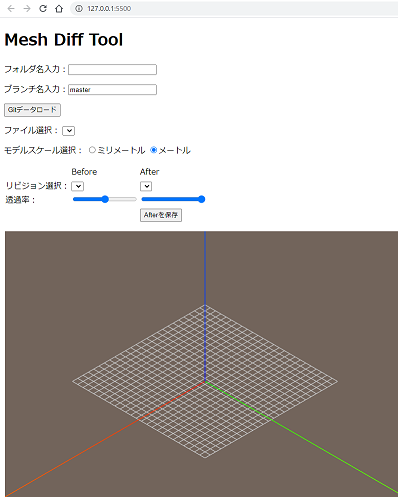 127.0.0.1:5500
Mesh Diff Tool
フォルダ名入力：
ブランチ名入力：master
Gitデータロード
ファイル選択：
モデルスケール選択： ミリメートル メートル
Before After
リビジョン選択：
透過率：
Afterを保存